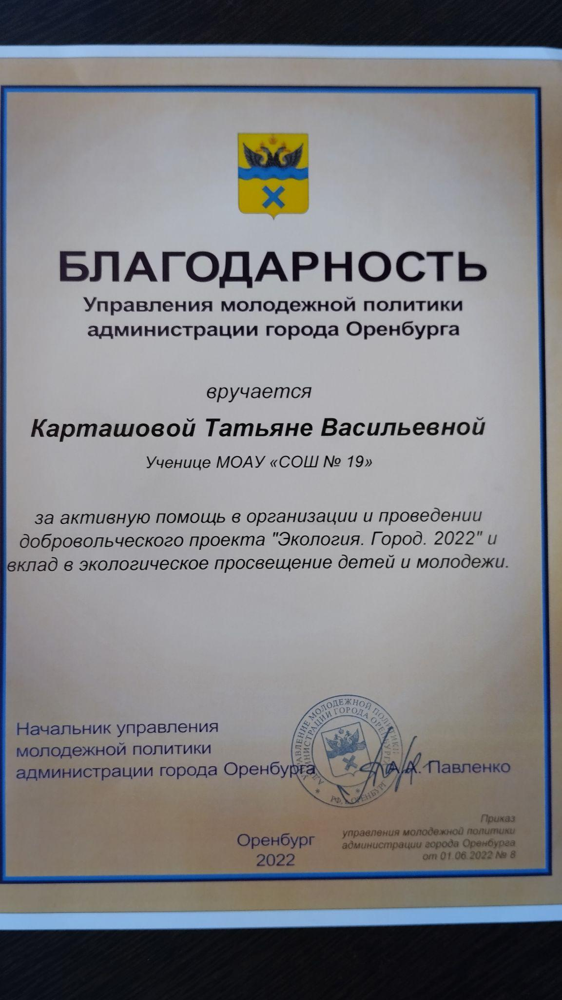 БЛАГОДАРНОСТЬ
Управления молодежной политики
администрации города Оренбурга
вручается
Карташовой Татьяне Васильевной
Ученице МОАУ «СОШ № 19»
за активную помощь в организации и проведении
добровольческого проекта "Экология. Город. 2022" и
вклад в экологическое просвещение детей и молодежи.
Начальник управления
молодежной политики
администрации города Оренбурга
А.А. Павленко
УПРАВЛЕНИЕ МОЛОДЕЖНОЙ ПОЛИТИКИ
АДМИНИСТРАЦИИ ГОРОДА ОРЕНБУРГА
РФ, г. ОРЕНБУРГ
Оренбург
2022
Приказ
управления молодежной политики
администрации города Оренбурга
от 01.06.2022 № 8